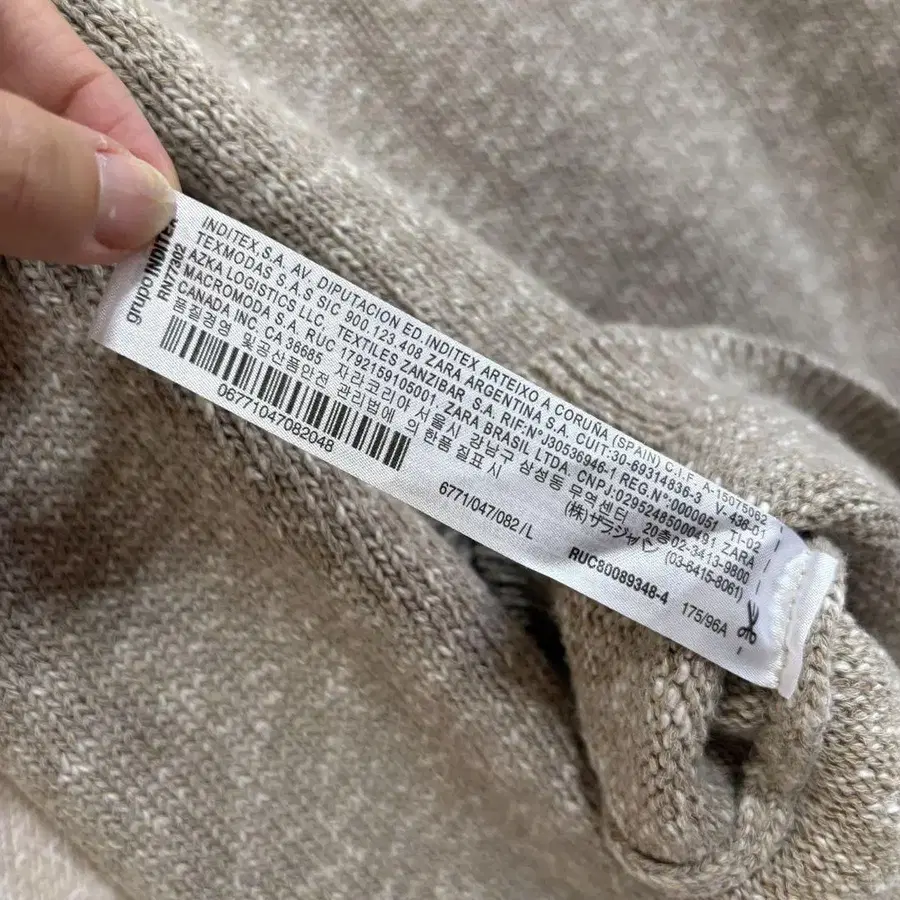 grupo INDITEX
RN77302
INDITEX,S.A. AV. DIPUTACION ED. INDITEX ARTEIXO A CORUÑA (SPAIN) C.I.F. A-15075062
TEXMODAS S.A.S SIC 900.123.408 ZARA ARGENTINA S.A. CUIT:30-69314836-3 V-436-01
AZKA LOGISTICS LLC, TEXTILES ZANZIBAR S.A. RIF:NºJ30536946-1 REG.Nº:0000051 TI-02
MACROMODA S.A. RUC 1792159105001 ZARA BRASIL LTDA. CNPJ:02952485000491 ZARA
CANADA INC. CA 36685 자라코리아 서울시 강남구 삼성동 무역센터 20층02-3413-9800
품질경영 및공산품안전 관리법에 의한품 질표시 (株)ザラジャパン (03-6415-8061)
06771047082048
6771/047/082/L
RUC80089348-4
175/96A